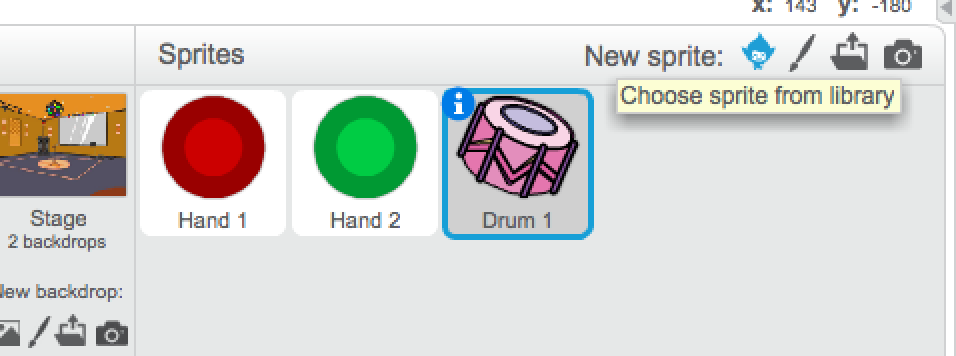 x: 143 y: -180
Sprites
New sprite:
Choose sprite from library
i
Hand 1
Hand 2
Drum 1
Stage
2 backdrops
New backdrop: